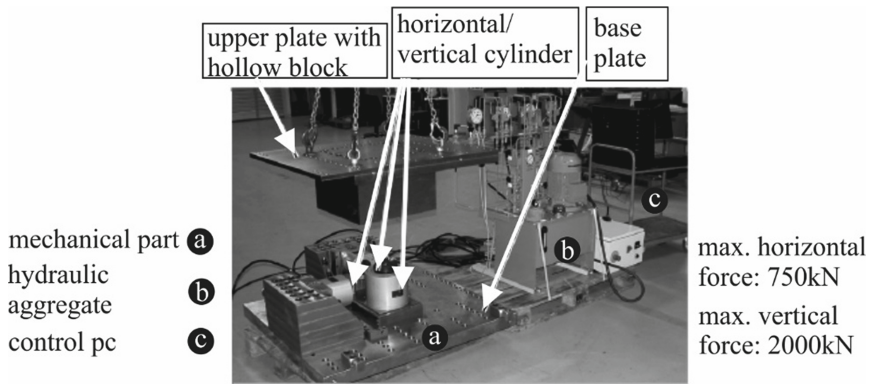 upper plate with
hollow block
horizontal/
vertical cylinder
base
plate
mechanical part a
hydraulic
aggregate b
control pc c
c
b
a
max. horizontal
force: 750kN
max. vertical
force: 2000kN